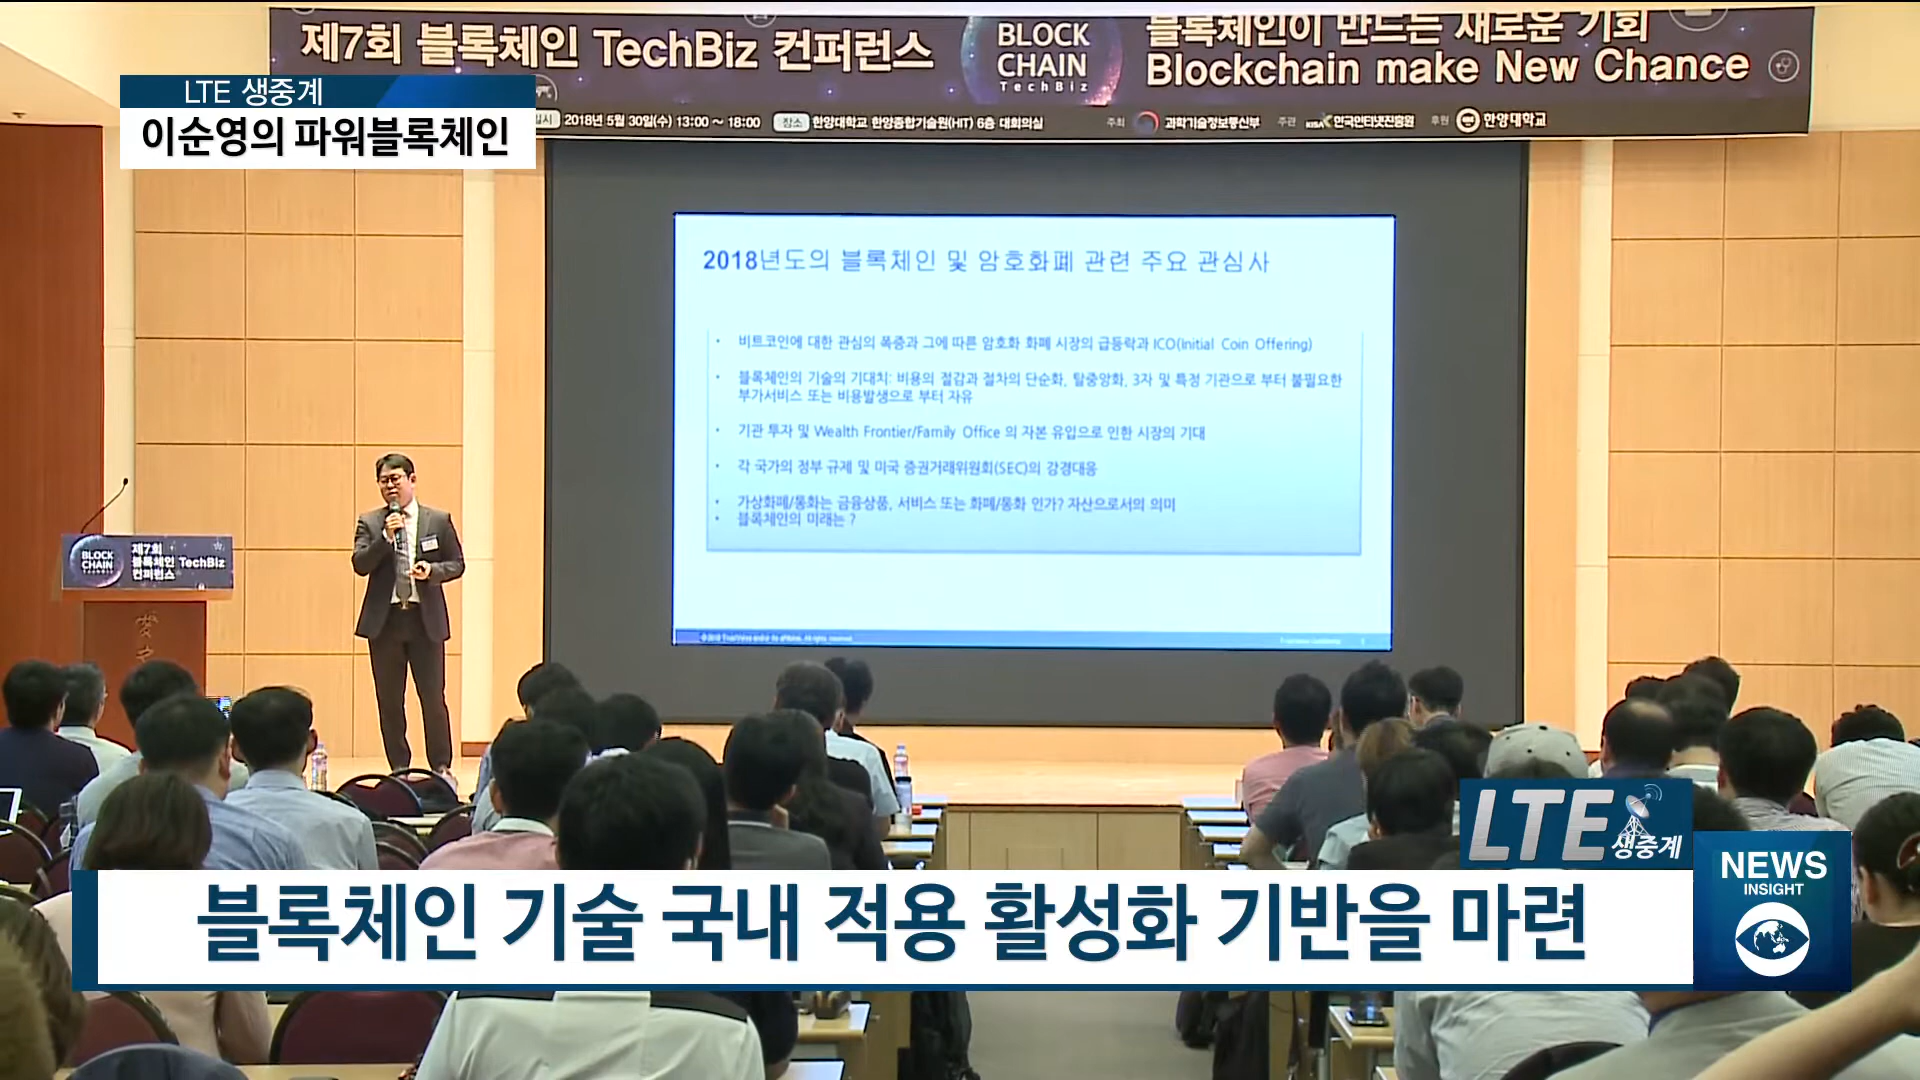 제7회 블록체인 TechBiz 컨퍼런스
BLOCK
CHAIN
TechBiz
블록체인이 만드는 새로운 기회
Blockchain make New Chance
일시 2018년 5월 30일(수) 13:00 ~ 18:00 장소 한양대학교 한양종합기술원(HIT) 6층 대회의실 주최 과학기술정보통신부 주관 KISA 한국인터넷진흥원 후원 한양대학교
LTE 생중계
이순영의 파워블록체인
2018년도의 블록체인 및 암호화폐 관련 주요 관심사
• 비트코인에 대한 관심의 폭증과 그에 따른 암호화 화폐 시장의 급등락과 ICO(Initial Coin Offering)
• 블록체인의 기술의 기대치: 비용의 절감과 절차의 단순화, 탈중앙화, 3자 및 특정 기관으로 부터 불필요한
부가서비스 또는 비용발생으로 부터 자유
• 기관 투자 및 Wealth Frontier/Family Office 의 자본 유입으로 인한 시장의 기대
• 각 국가의 정부 규제 및 미국 증권거래위원회(SEC)의 강경대응
• 가상화폐/통화는 금융상품, 서비스 또는 화폐/통화 인가? 자산으로서의 의미
• 블록체인의 미래는 ?
BLOCK
CHAIN
제7회
블록체인 TechBiz
컨퍼런스
LTE 생중계
NEWS
INSIGHT
블록체인 기술 국내 적용 활성화 기반을 마련